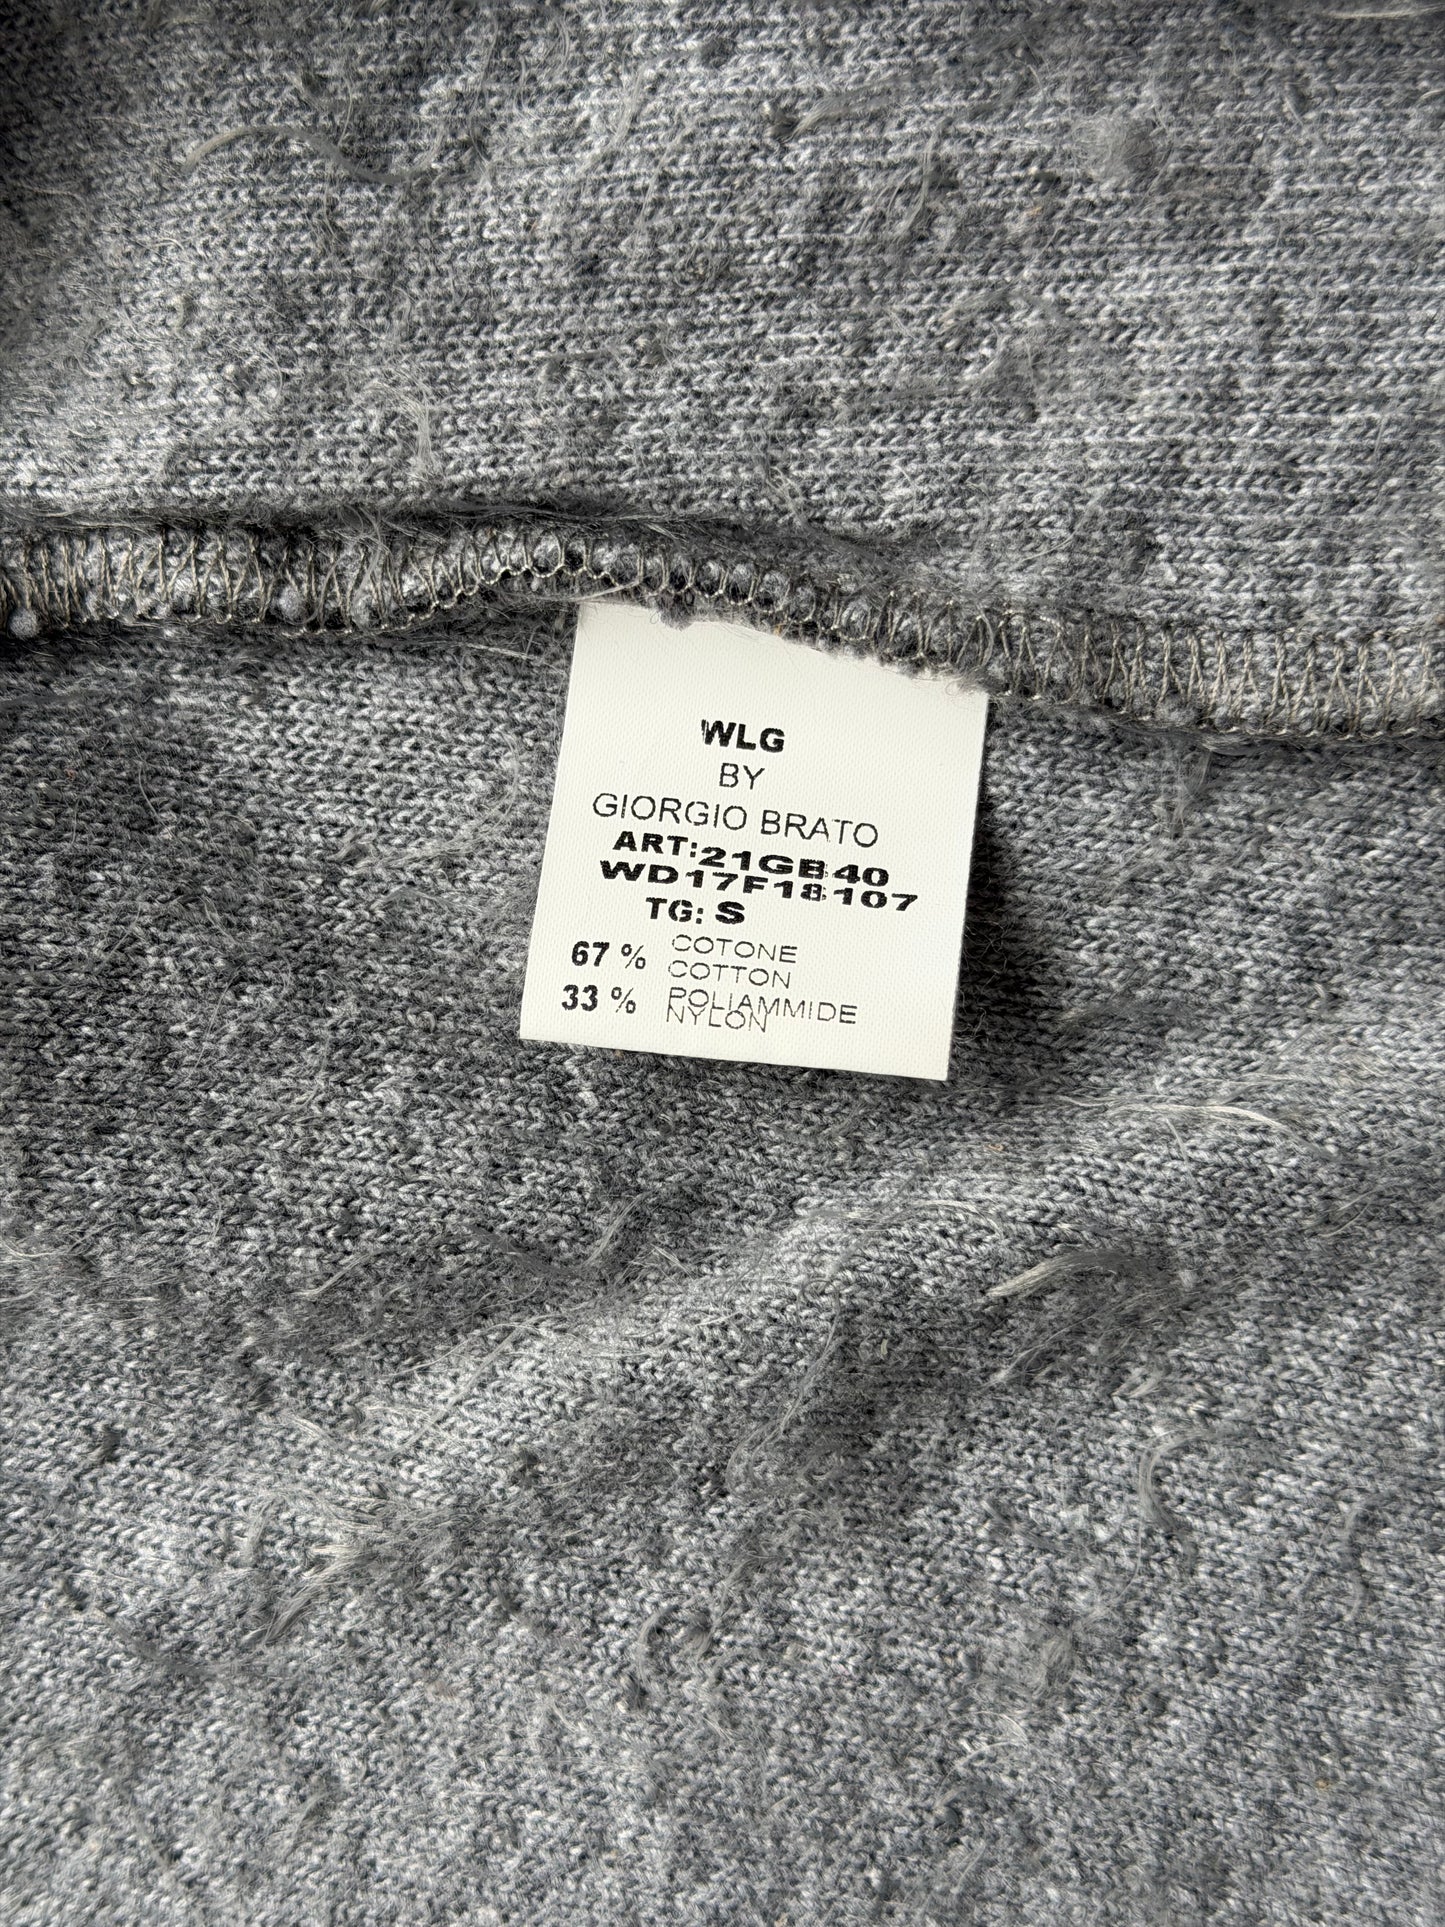 WLG
BY
GIORGIO BRATO
ART:21GB40
WD17F18107
TG: S
67 % COTONE
COTTON
33 % POLIAMMIDE
NYLON